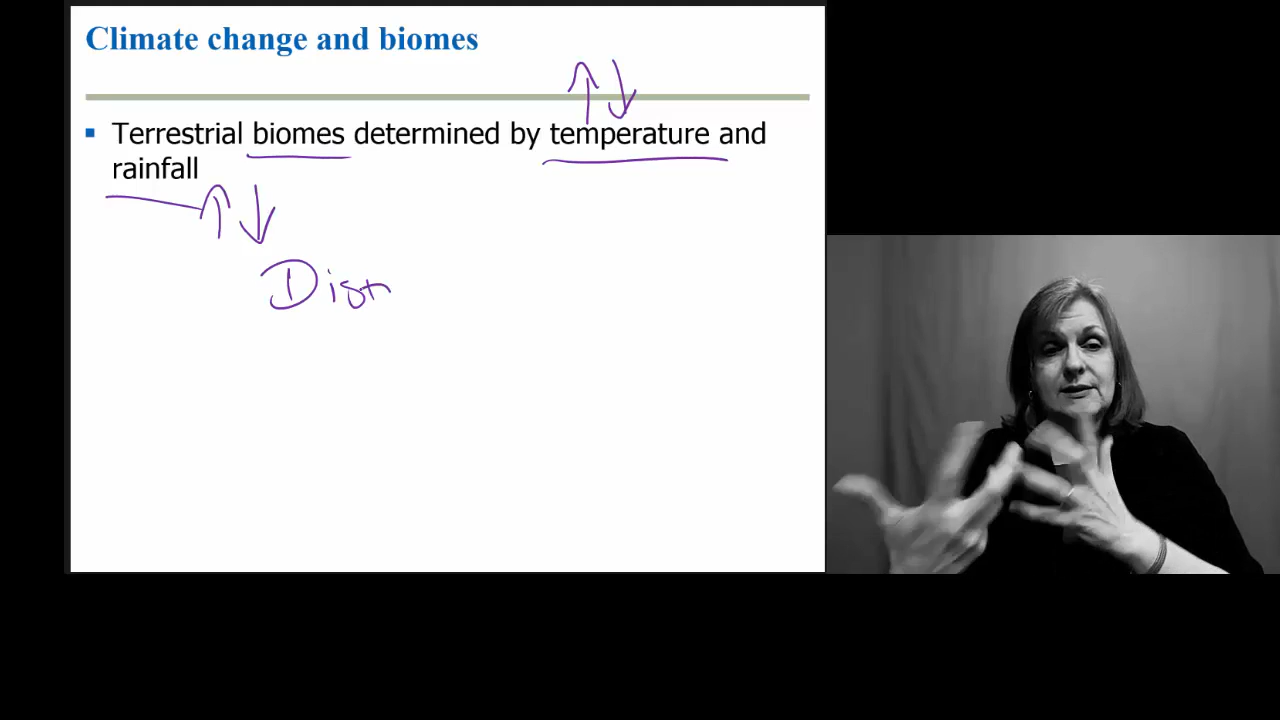 Climate change and biomes
Terrestrial biomes determined by temperature and
rainfall
Dist